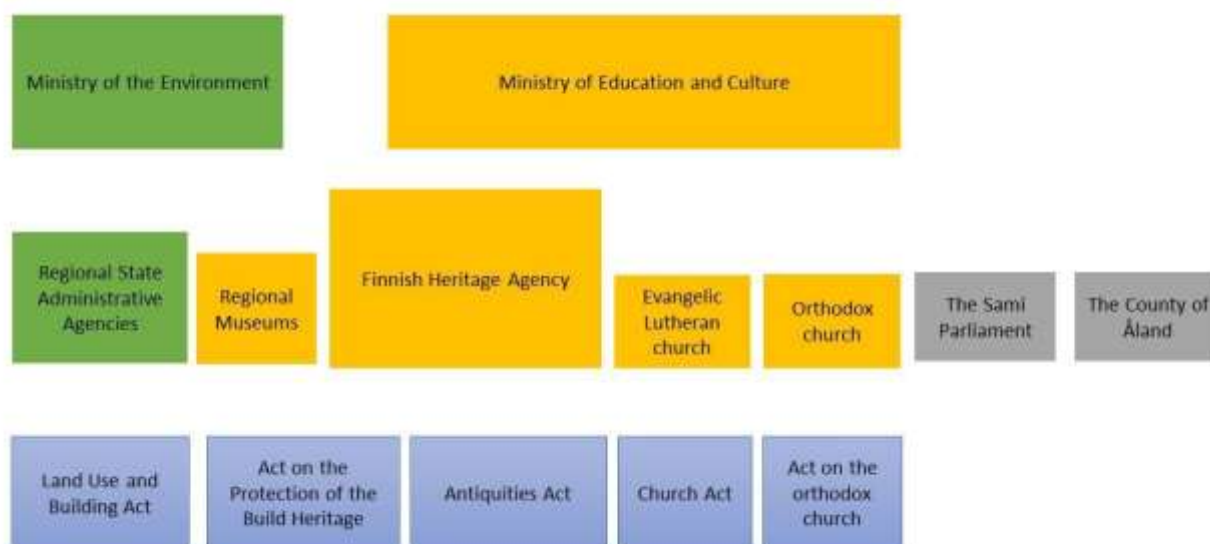 Ministry of the Environment
Ministry of Education and Culture
Regional State
Administrative
Agencies
Regional
Museums
Finnish Heritage Agency
Evangelic
Lutheran
church
Orthodox
church
The Sami
Parliament
The County of
Åland
Land Use and
Building Act
Act on the
Protection of the
Build Heritage
Antiquities Act
Church Act
Act on the
orthodox
church